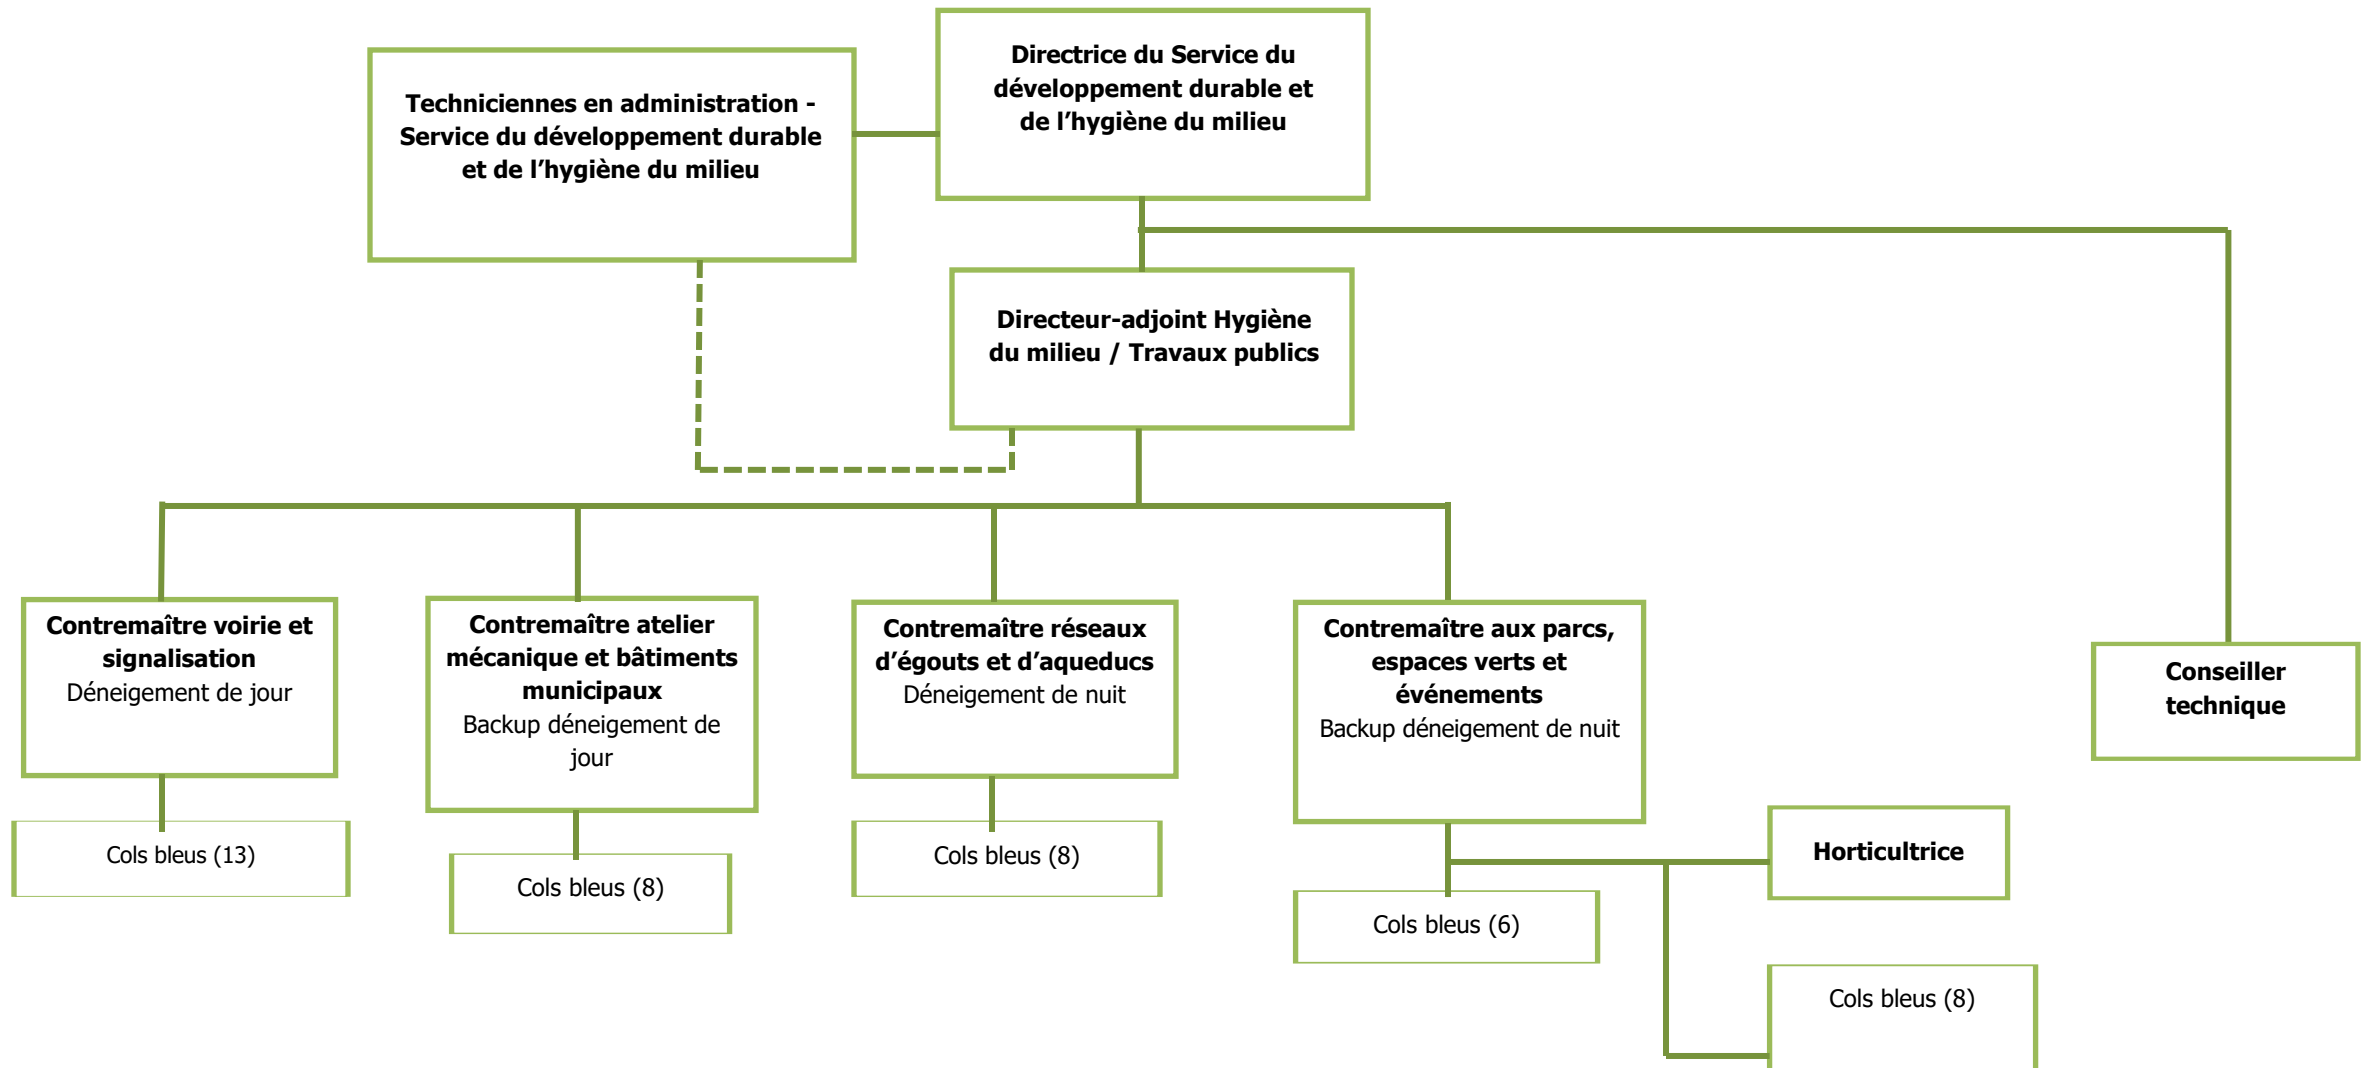 Directrice du Service du
développement durable et
de l’hygiène du milieu
Techniciennes en administration -
Service du développement durable
et de l’hygiène du milieu
Directeur-adjoint Hygiène
du milieu / Travaux publics
Contremaître voirie et
signalisation
Déneigement de jour
Contremaître atelier
mécanique et bâtiments
municipaux
Backup déneigement de
jour
Contremaître réseaux
d’égouts et d’aqueducs
Déneigement de nuit
Contremaître aux parcs,
espaces verts et
événements
Backup déneigement de nuit
Conseiller
technique
Cols bleus (13)
Cols bleus (8)
Cols bleus (8)
Cols bleus (6)
Horticultrice
Cols bleus (8)